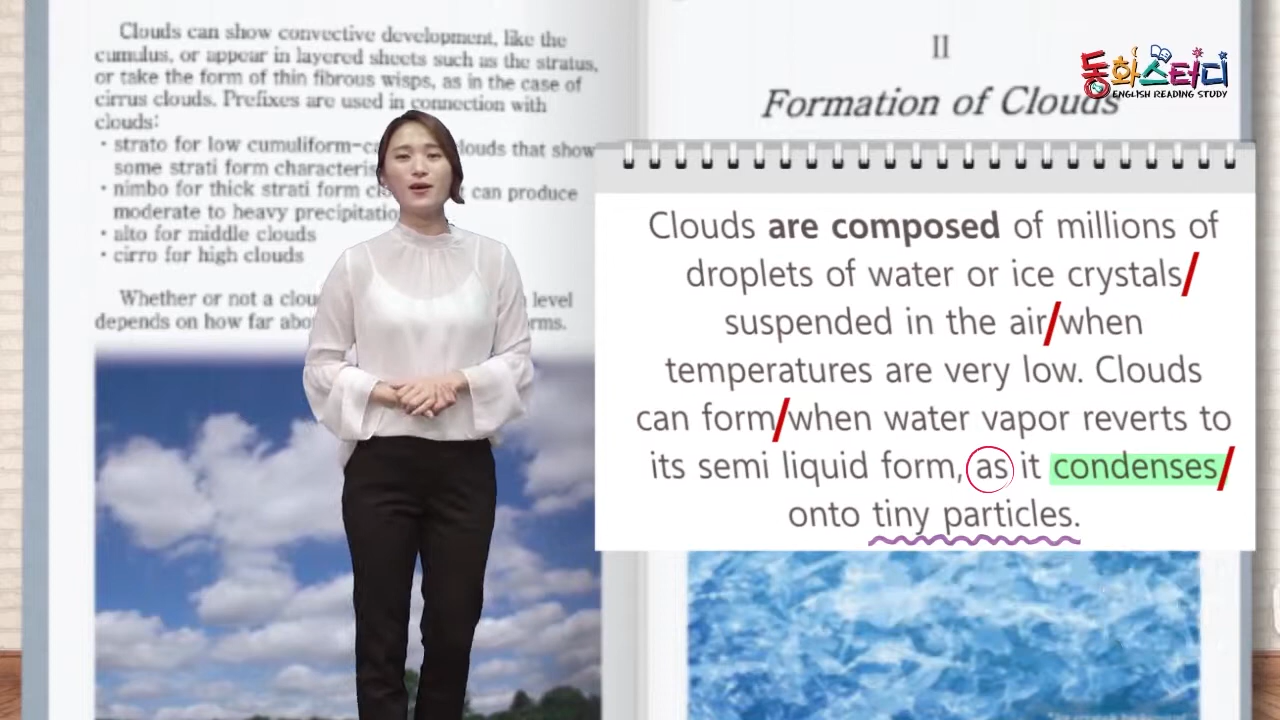 Clouds can show convective development, like the
cumulus, or appear in layered sheets such as the stratus,
or take the form of thin fibrous wisps, as in the case of
cirrus clouds. Prefixes are used in connection with
clouds:
• strato for low cumuliform-ca louds that show
some strati form characteri
• nimbo for thick strati form cl t can produce
moderate to heavy precipitatio
• alto for middle clouds
• cirro for high clouds
Whether or not a clou level
depends on how far abo rms.
II
Formation of Clouds
동화스타디
ENGLISH READING STUDY
Clouds are composed of millions of
droplets of water or ice crystals/
suspended in the air/when
temperatures are very low. Clouds
can form/when water vapor reverts to
its semi liquid form, as it condenses/
onto tiny particles.